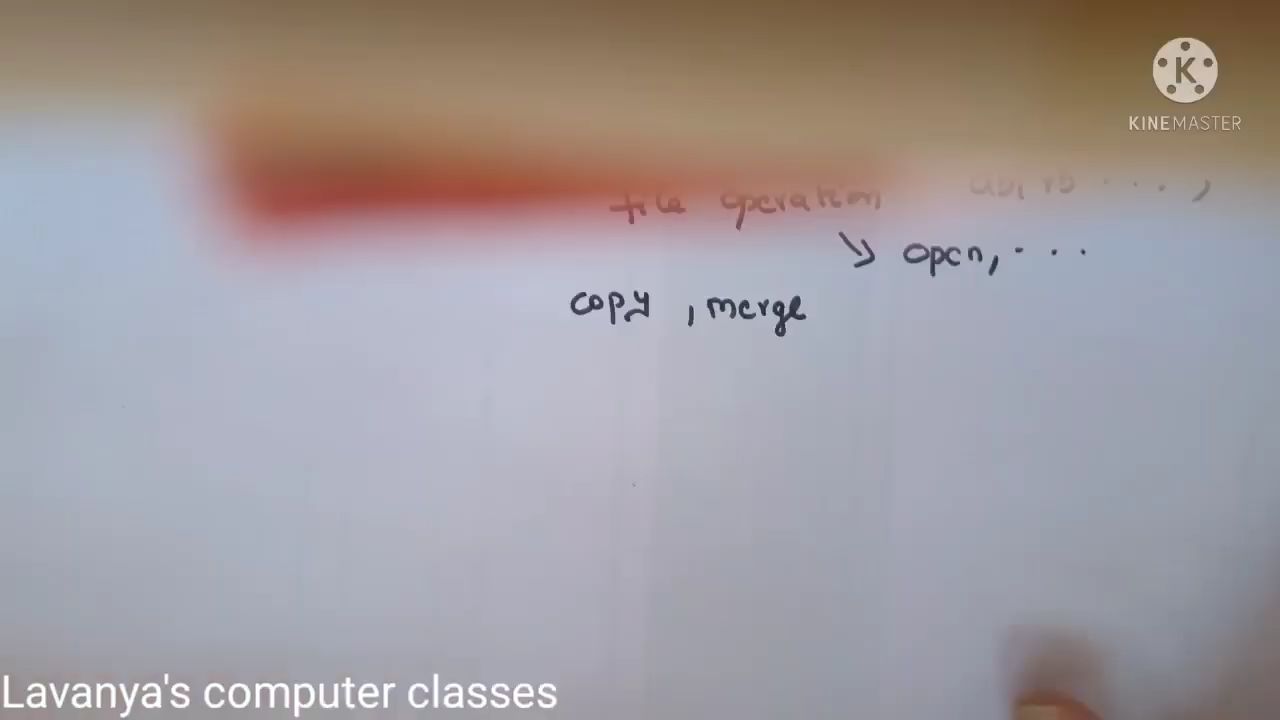 KINEMASTER
file operation
open, . . .
copy , merge
Lavanya's computer classes